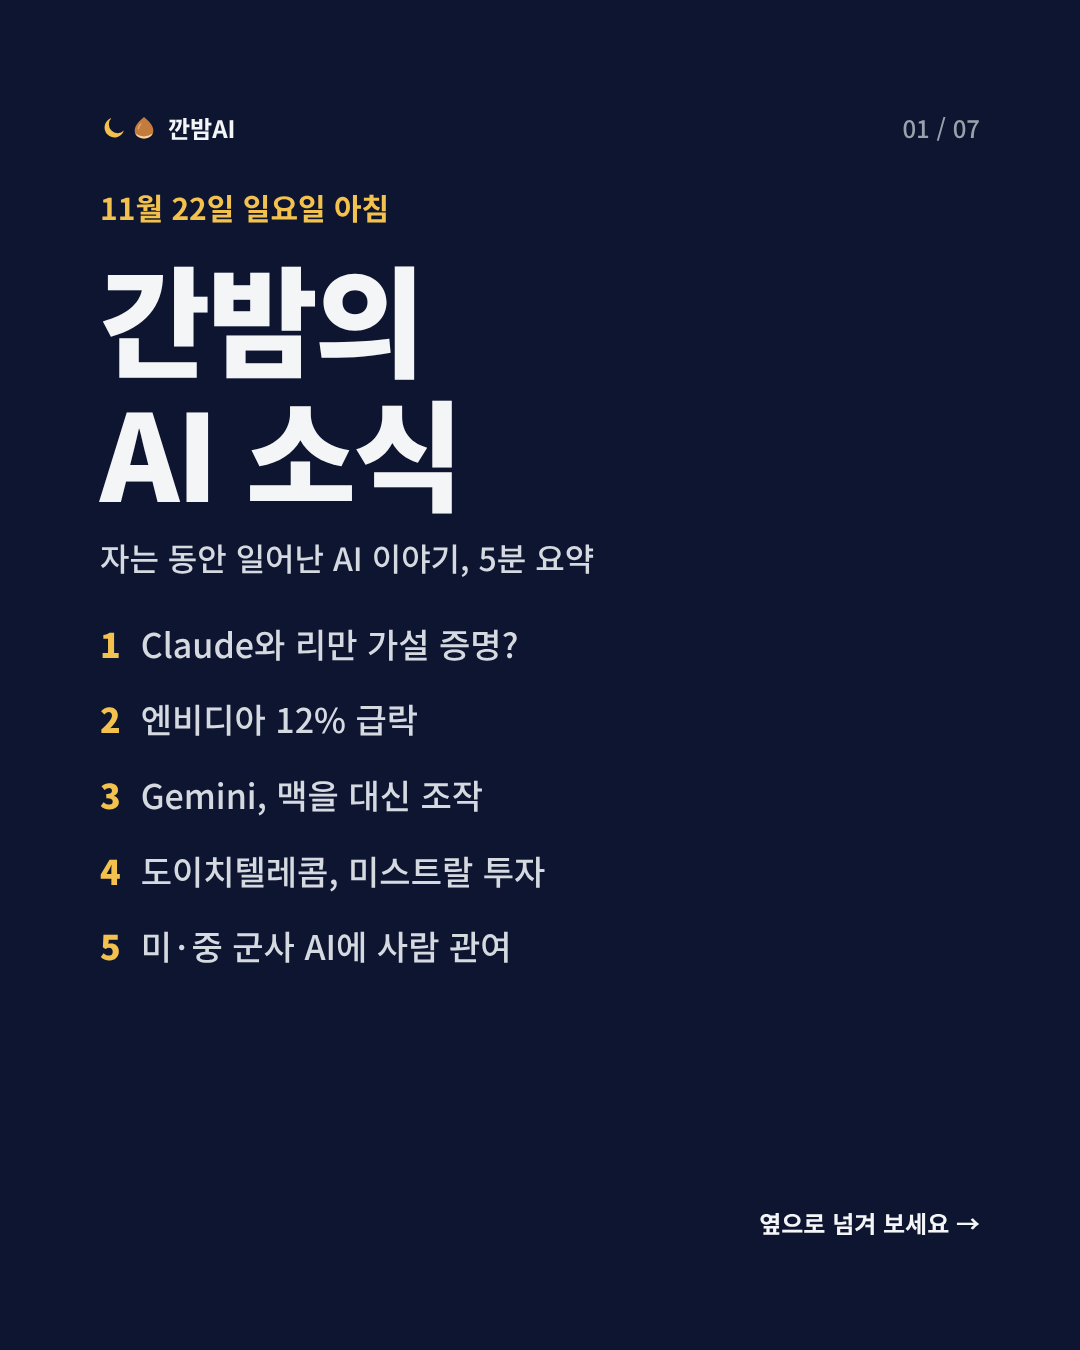 깐밤AI
01 / 07
11월 22일 일요일 아침
간밤의
AI 소식
자는 동안 일어난 AI 이야기, 5분 요약
1 Claude와 리만 가설 증명?
2 엔비디아 12% 급락
3 Gemini, 맥을 대신 조작
4 도이치텔레콤, 미스트랄 투자
5 미·중 군사 AI에 사람 관여
옆으로 넘겨 보세요 →